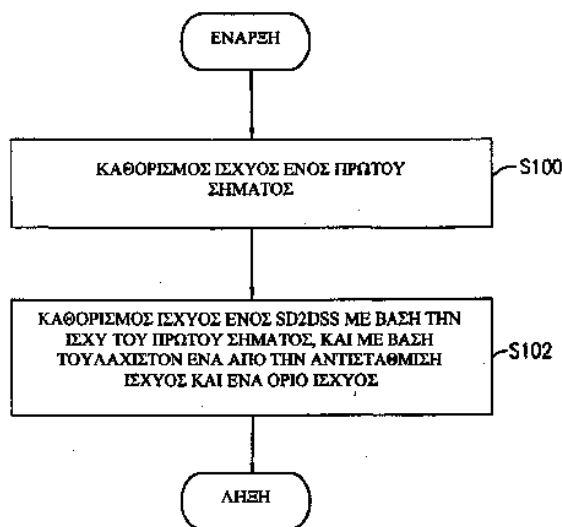 ΕΝΑΡΞΗ
ΚΑΘΟΡΙΣΜΟΣ ΙΣΧΥΟΣ ΕΝΟΣ ΠΡΩΤΟΥ
ΣΗΜΑΤΟΣ
S100
ΚΑΘΟΡΙΣΜΟΣ ΙΣΧΥΟΣ ΕΝΟΣ SD2DSS ΜΕ ΒΑΣΗ ΤΗΝ
ΙΣΧΥ ΤΟΥ ΠΡΩΤΟΥ ΣΗΜΑΤΟΣ, ΚΑΙ ΜΕ ΒΑΣΗ
ΤΟΥΛΑΧΙΣΤΟΝ ΕΝΑ ΑΠΟ ΤΗΝ ΑΝΤΙΣΤΑΘΜΙΣΗ
ΙΣΧΥΟΣ ΚΑΙ ΕΝΑ ΟΡΙΟ ΙΣΧΥΟΣ
S102
ΛΗΞΗ